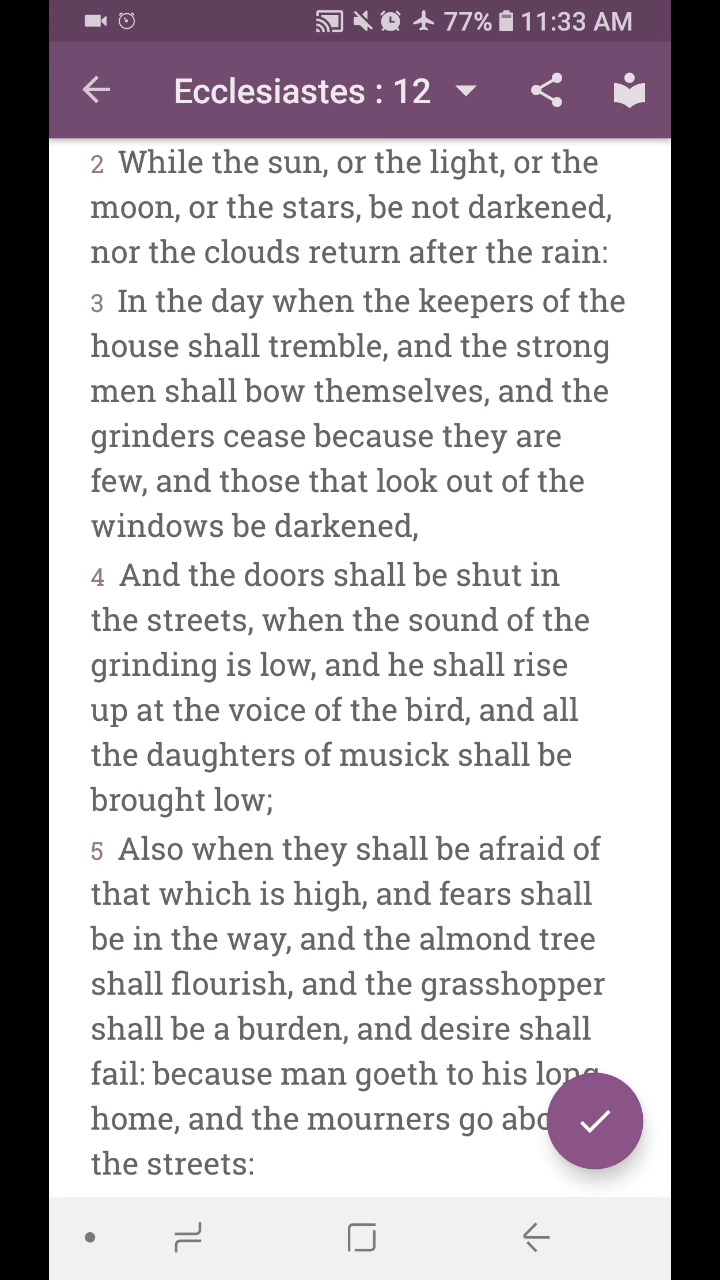 77% 11:33 AM
Ecclesiastes : 12
2 While the sun, or the light, or the
moon, or the stars, be not darkened,
nor the clouds return after the rain:
3 In the day when the keepers of the
house shall tremble, and the strong
men shall bow themselves, and the
grinders cease because they are
few, and those that look out of the
windows be darkened,
4 And the doors shall be shut in
the streets, when the sound of the
grinding is low, and he shall rise
up at the voice of the bird, and all
the daughters of musick shall be
brought low;
5 Also when they shall be afraid of
that which is high, and fears shall
be in the way, and the almond tree
shall flourish, and the grasshopper
shall be a burden, and desire shall
fail: because man goeth to his long
home, and the mourners go abo
the streets: